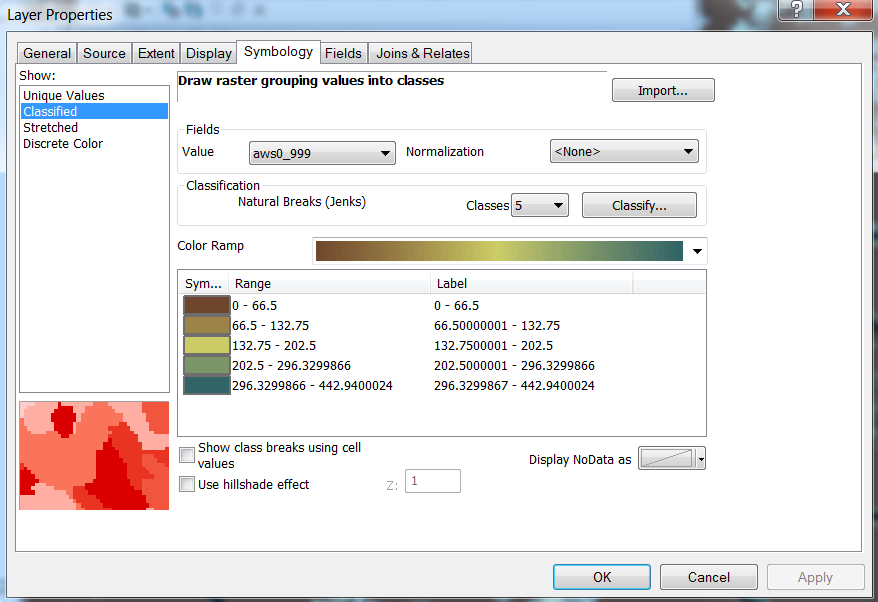 Layer Properties
?
X
General Source Extent Display Symbology Fields Joins & Relates
Show:
Unique Values
Classified
Stretched
Discrete Color
Draw raster grouping values into classes
Import...
Fields
Value aws0_999 Normalization <None>
Classification
Natural Breaks (Jenks) Classes 5 Classify...
Color Ramp
Sym... Range Label
0 - 66.5 0 - 66.5
66.5 - 132.75 66.50000001 - 132.75
132.75 - 202.5 132.7500001 - 202.5
202.5 - 296.3299866 202.5000001 - 296.3299866
296.3299866 - 442.9400024 296.3299867 - 442.9400024
Show class breaks using cell
values
Display NoData as
Use hillshade effect Z: 1
OK Cancel Apply